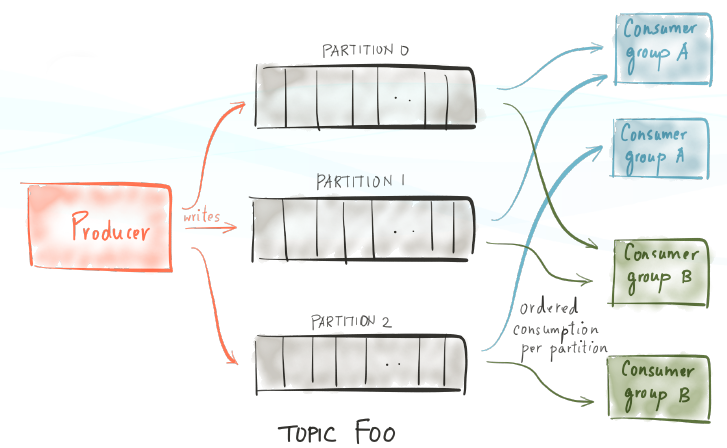 PARTITION 0
Consumer
group A
PARTITION 1
Consumer
group A
Producer
writes
Consumer
group B
PARTITION 2
ordered
consumption
per partition
Consumer
group B
TOPIC FOO